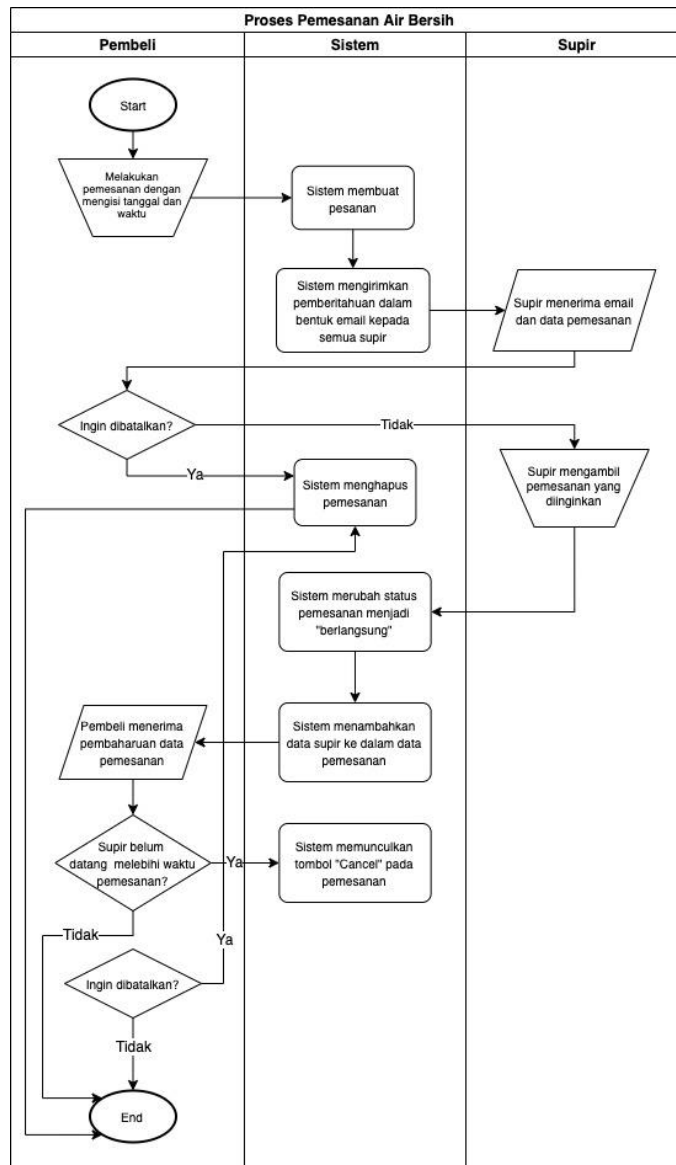 Proses Pemesanan Air Bersih
Pembeli
Sistem
Supir
Start
Melakukan
pemesanan dengan
mengisi tanggal dan
waktu
Sistem membuat
pesanan
Sistem mengirimkan
pemberitahuan dalam
bentuk email kepada
semua supir
Supir menerima email
dan data pemesanan
Ingin dibatalkan?
Tidak
Ya
Sistem menghapus
pemesanan
Supir mengambil
pemesanan yang
diinginkan
Sistem merubah status
pemesanan menjadi
"berlangsung"
Sistem menambahkan
data supir ke dalam data
pemesanan
Pembeli menerima
pembaharuan data
pemesanan
Supir belum
datang melebihi waktu
pemesanan?
Ya
Sistem memunculkan
tombol "Cancel" pada
pemesanan
Tidak
Ya
Ingin dibatalkan?
Tidak
End